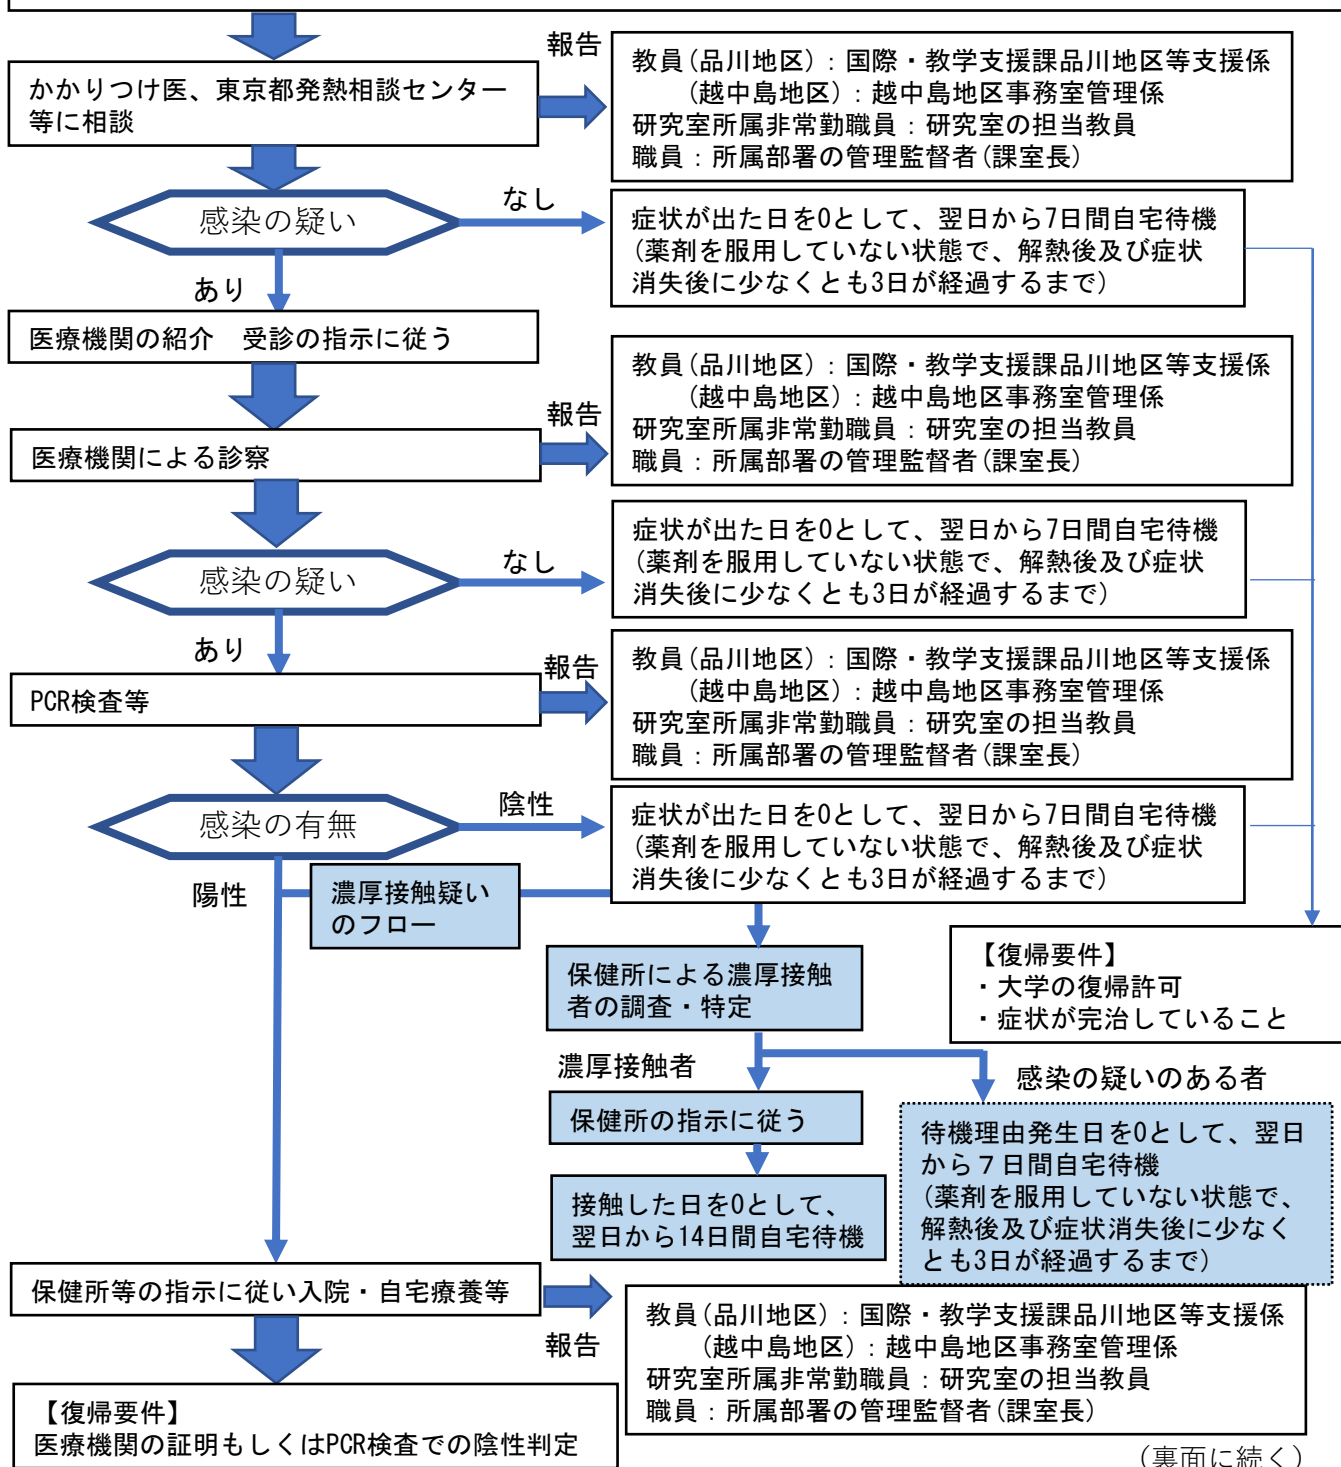 かかりつけ医、東京都発熱相談センター
等に相談
報告
教員(品川地区)：国際・教学支援課品川地区等支援係
(越中島地区)：越中島地区事務室管理係
研究室所属非常勤職員：研究室の担当教員
職員：所属部署の管理監督者(課室長)
感染の疑い
なし
症状が出た日を0として、翌日から7日間自宅待機
(薬剤を服用していない状態で、解熱後及び症状
消失後に少なくとも3日が経過するまで)
あり
医療機関の紹介　受診の指示に従う
医療機関による診察
報告
教員(品川地区)：国際・教学支援課品川地区等支援係
(越中島地区)：越中島地区事務室管理係
研究室所属非常勤職員：研究室の担当教員
職員：所属部署の管理監督者(課室長)
感染の疑い
なし
症状が出た日を0として、翌日から7日間自宅待機
(薬剤を服用していない状態で、解熱後及び症状
消失後に少なくとも3日が経過するまで)
あり
PCR検査等
報告
教員(品川地区)：国際・教学支援課品川地区等支援係
(越中島地区)：越中島地区事務室管理係
研究室所属非常勤職員：研究室の担当教員
職員：所属部署の管理監督者(課室長)
感染の有無
陰性
症状が出た日を0として、翌日から7日間自宅待機
(薬剤を服用していない状態で、解熱後及び症状
消失後に少なくとも3日が経過するまで)
陽性
濃厚接触疑い
のフロー
保健所による濃厚接触
者の調査・特定
【復帰要件】
・大学の復帰許可
・症状が完治していること
濃厚接触者
感染の疑いのある者
保健所の指示に従う
接触した日を0として、
翌日から14日間自宅待機
待機理由発生日を0として、翌日
から７日間自宅待機
(薬剤を服用していない状態で、
解熱後及び症状消失後に少なく
とも3日が経過するまで)
保健所等の指示に従い入院・自宅療養等
報告
教員(品川地区)：国際・教学支援課品川地区等支援係
(越中島地区)：越中島地区事務室管理係
研究室所属非常勤職員：研究室の担当教員
職員：所属部署の管理監督者(課室長)
【復帰要件】
医療機関の証明もしくはPCR検査での陰性判定
（裏面に続く）